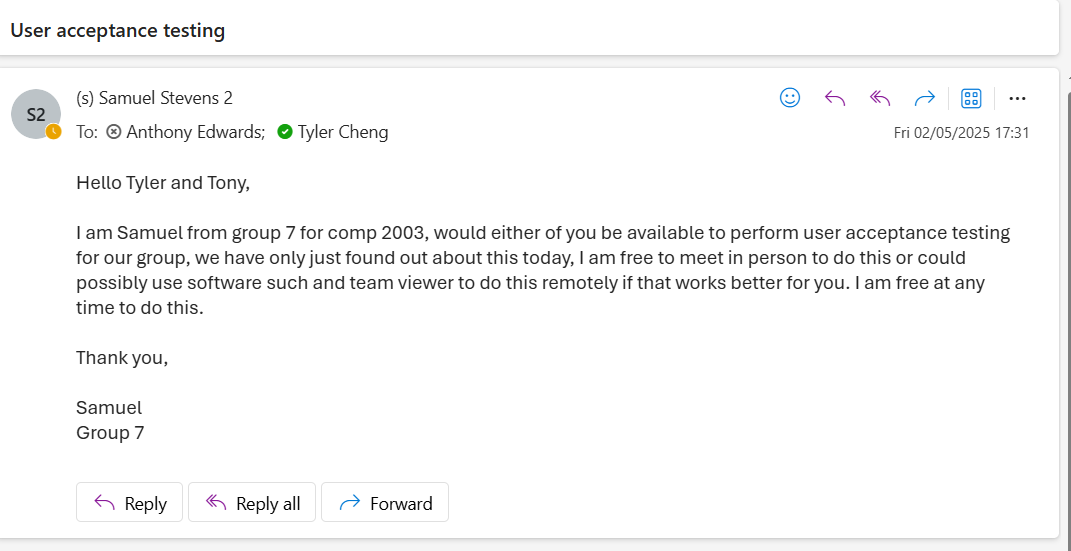 User acceptance testing
S2
(s) Samuel Stevens 2
To: Anthony Edwards; Tyler Cheng
Fri 02/05/2025 17:31
Hello Tyler and Tony,
I am Samuel from group 7 for comp 2003, would either of you be available to perform user acceptance testing
for our group, we have only just found out about this today, I am free to meet in person to do this or could
possibly use software such and team viewer to do this remotely if that works better for you. I am free at any
time to do this.
Thank you,
Samuel
Group 7
Reply
Reply all
Forward